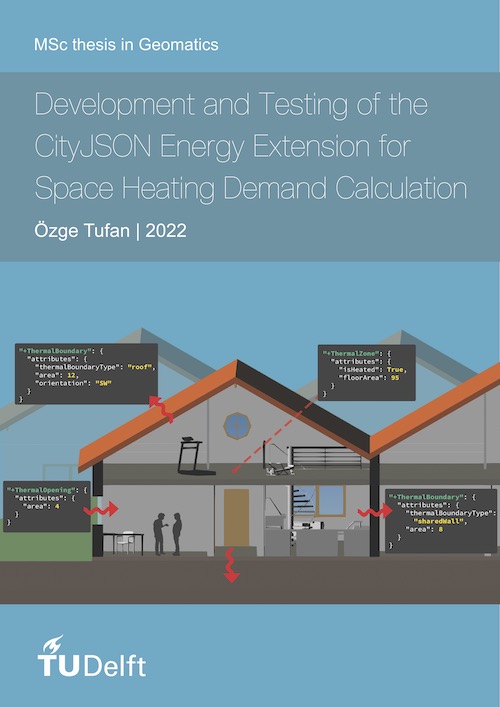 MSc thesis in Geomatics
Development and Testing of the
CityJSON Energy Extension for
Space Heating Demand Calculation
Özge Tufan | 2022
"+ThermalBoundary": {
"attributes": {
"thermalBoundaryType": "roof",
"area": 12,
"orientation": "SW"
}
}
"+ThermalZone": {
"attributes": {
"isHeated": True,
"floorArea": 95
}
}
"+ThermalOpening": {
"attributes": {
"area": 4
}
}
"+ThermalBoundary": {
"attributes": {
"thermalBoundaryType":
"sharedWall",
"area": 8
}
}
TUDelft